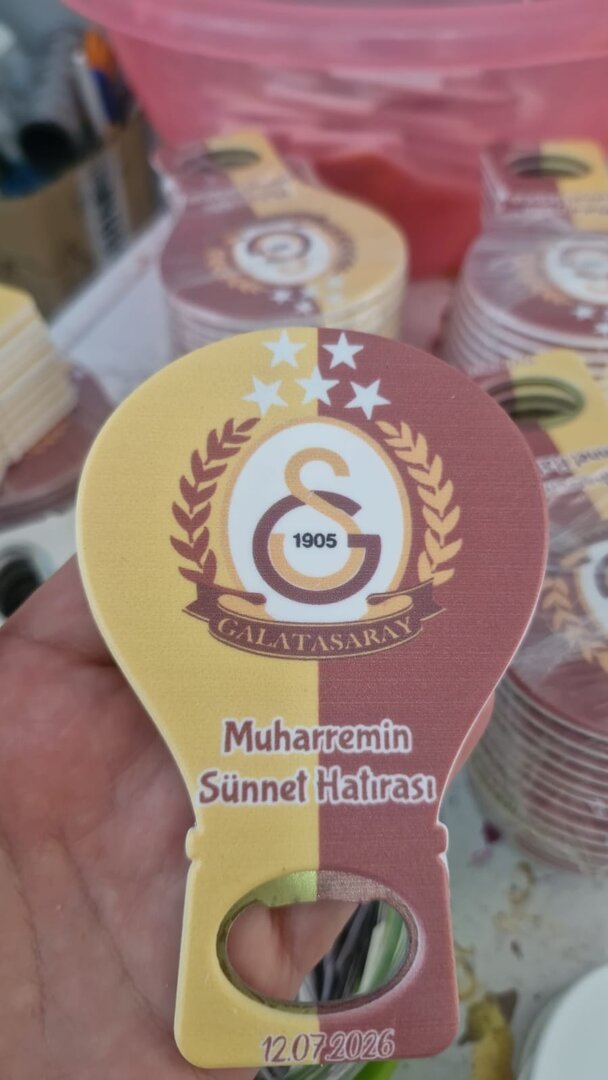 1905
GALATASARAY
Muharremin
Sünnet Hatırası
12.07.2026